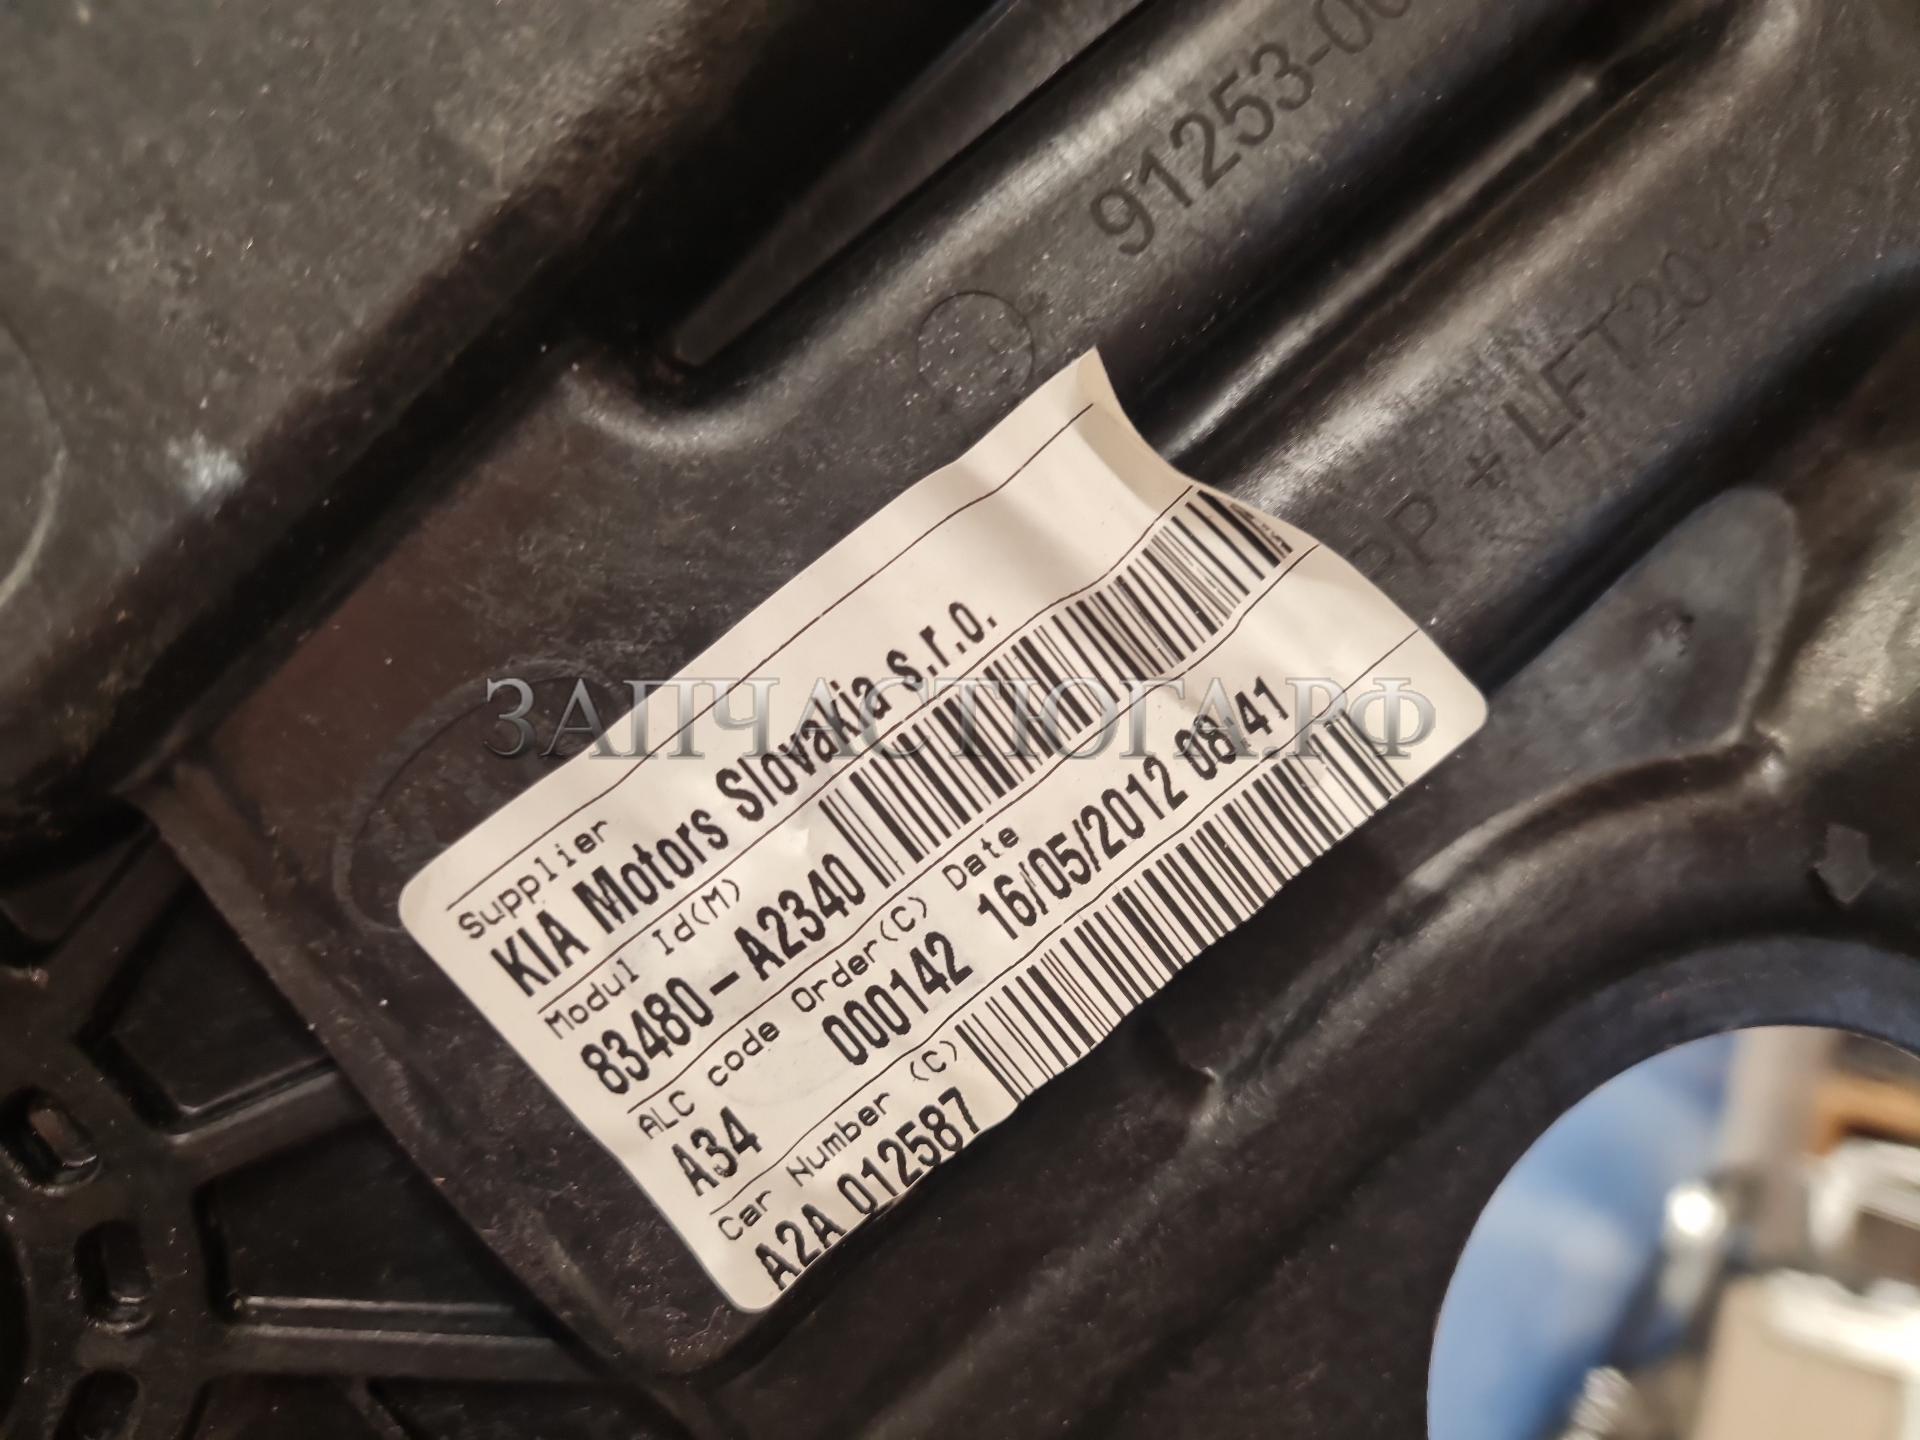 91253-00
PP + LFT20%
Supplier
KIA Motors Slovakia s.r.o.
Modul Id(M)
83480-A2340
ALC code Order(C) Date
A34 000142 16/05/2012 08:41
Car Number (C)
A2A 012587
ЗАПЧАСТЮГА.РФ